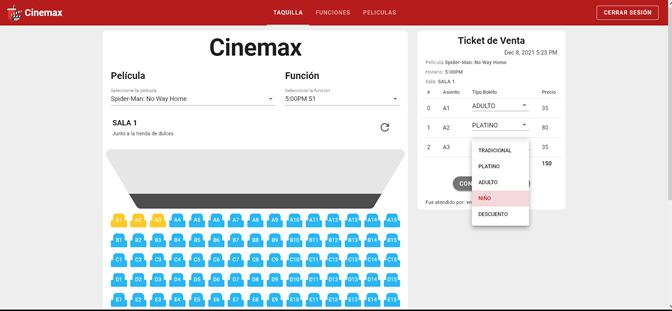 Cinemax
TAQUILLA FUNCIONES PELICULAS
CERRAR SESIÓN
Cinemax
Película
Seleccione la película
Spider-Man: No Way Home
Función
Seleccione la función
5:00PM S1
SALA 1
Junto a la tienda de dulces
A1 A2 A3 A4 A5 A6 A7 A8 A9 A10 A11 A12 A13 A14 A15
B1 B2 B3 B4 B5 B6 B7 B8 B9 B10 B11 B12 B13 B14 B15
C1 C2 C3 C4 C5 C6 C7 C8 C9 C10 C11 C12 C13 C14 C15
D1 D2 D3 D4 D5 D6 D7 D8 D9 D10 D11 D12 D13 D14 D15
E1 E2 E3 E4 E5 E6 E7 E8 E9 E10 E11 E12 E13 E14 E15
Ticket de Venta
Dec 8, 2021 5:23 PM
Película Spider-Man: No Way Home
Horario: 5:00PM
Sala: SALA 1
# Asiento Tipo Boleto Precio
0 A1 ADULTO 35
1 A2 PLATINO 80
2 A3 35
150
TRADICIONAL
PLATINO
ADULTO
NIÑO
DESCUENTO
CON
Fue atendido por: